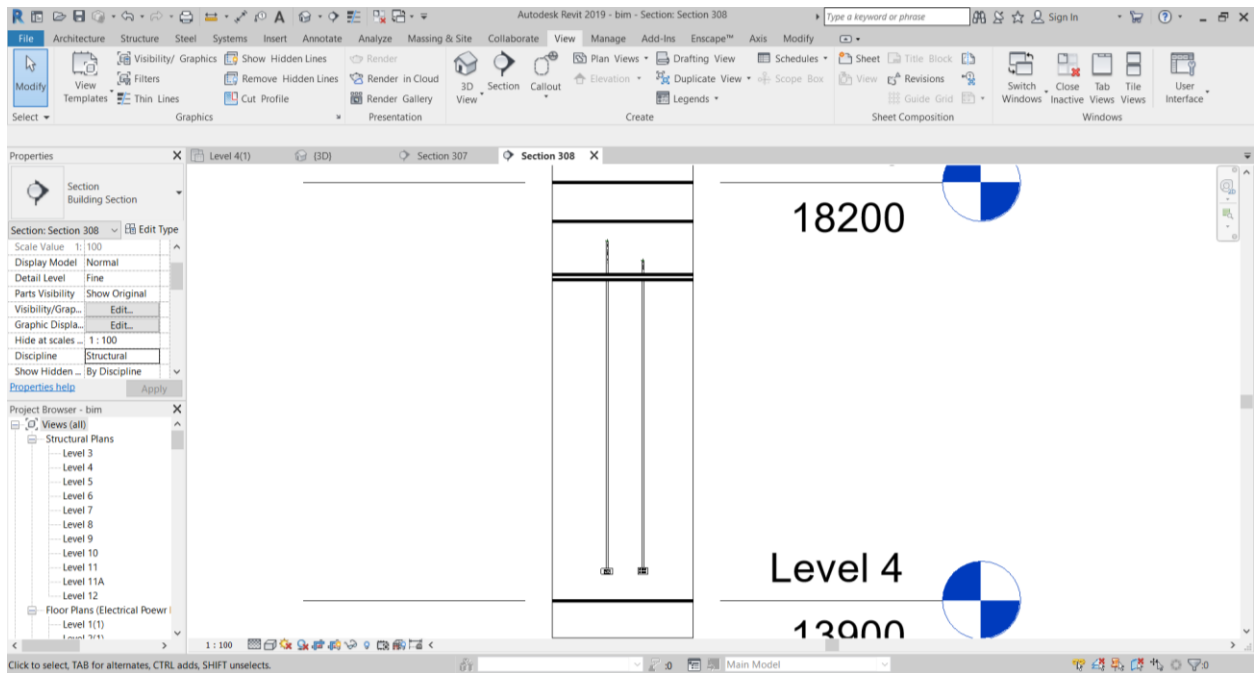 Autodesk Revit 2019 - bim - Section: Section 308
Type a keyword or phrase
Sign In
File Architecture Structure Steel Systems Insert Annotate Analyze Massing & Site Collaborate View Manage Add-Ins Enscape™ Axis Modify
Modify
Select
View Templates
Visibility/ Graphics
Filters
Thin Lines
Show Hidden Lines
Remove Hidden Lines
Cut Profile
Graphics
Render
Render in Cloud
Render Gallery
Presentation
3D View
Section
Callout
Plan Views
Elevation
Drafting View
Duplicate View
Legends
Schedules
Scope Box
Create
Sheet
View
Title Block
Revisions
Guide Grid
Sheet Composition
Switch Windows
Close Inactive
Tab Views
Tile Views
Windows
User Interface
Properties
Level 4(1)
{3D}
Section 307
Section 308
Section
Building Section
Section: Section 308
Edit Type
Scale Value 1: 100
Display Model Normal
Detail Level Fine
Parts Visibility Show Original
Visibility/Grap... Edit...
Graphic Displa... Edit...
Hide at scales ... 1 : 100
Discipline Structural
Show Hidden ... By Discipline
Properties help
Apply
Project Browser - bim
Views (all)
Structural Plans
Level 3
Level 4
Level 5
Level 6
Level 7
Level 8
Level 9
Level 10
Level 11
Level 11A
Level 12
Floor Plans (Electrical Poewr
Level 1(1)
18200
Level 4
13900
1 : 100
Click to select, TAB for alternates, CTRL adds, SHIFT unselects.
:0
Main Model
:0